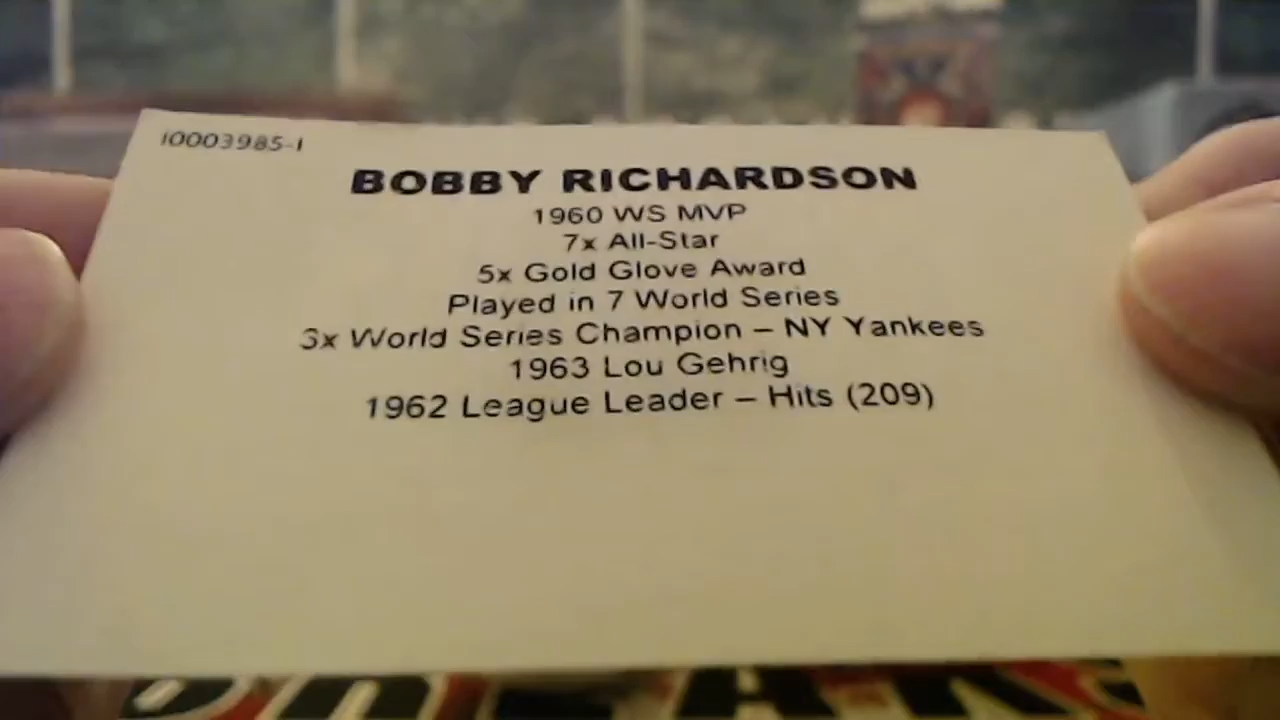 10003985-1
BOBBY RICHARDSON
1960 WS MVP
7x All-Star
5x Gold Glove Award
Played in 7 World Series
3x World Series Champion – NY Yankees
1963 Lou Gehrig
1962 League Leader – Hits (209)